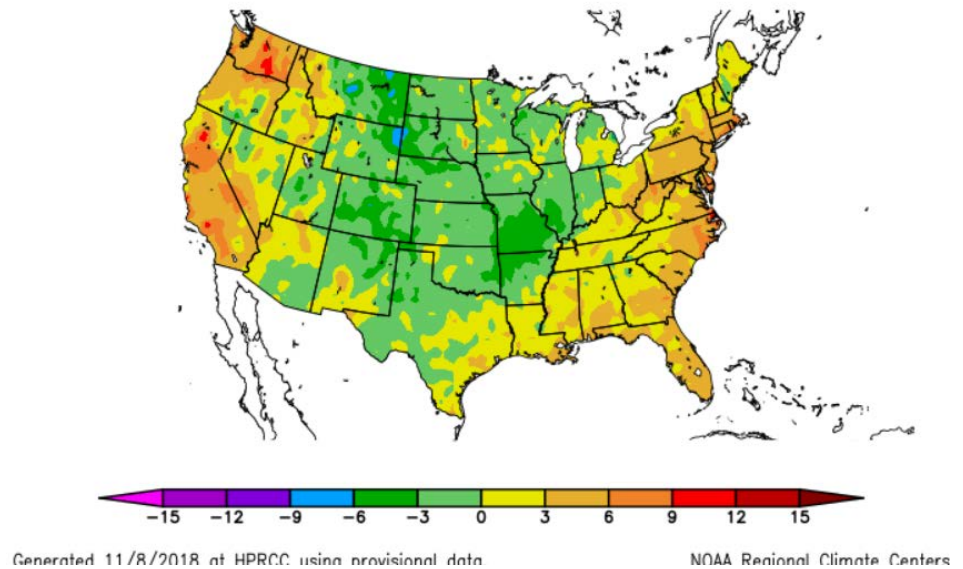 −15 −12 −9 −6 −3 0 3 6 9 12 15
Generated 11/8/2018 at HPRCC using provisional data.
NOAA Regional Climate Centers